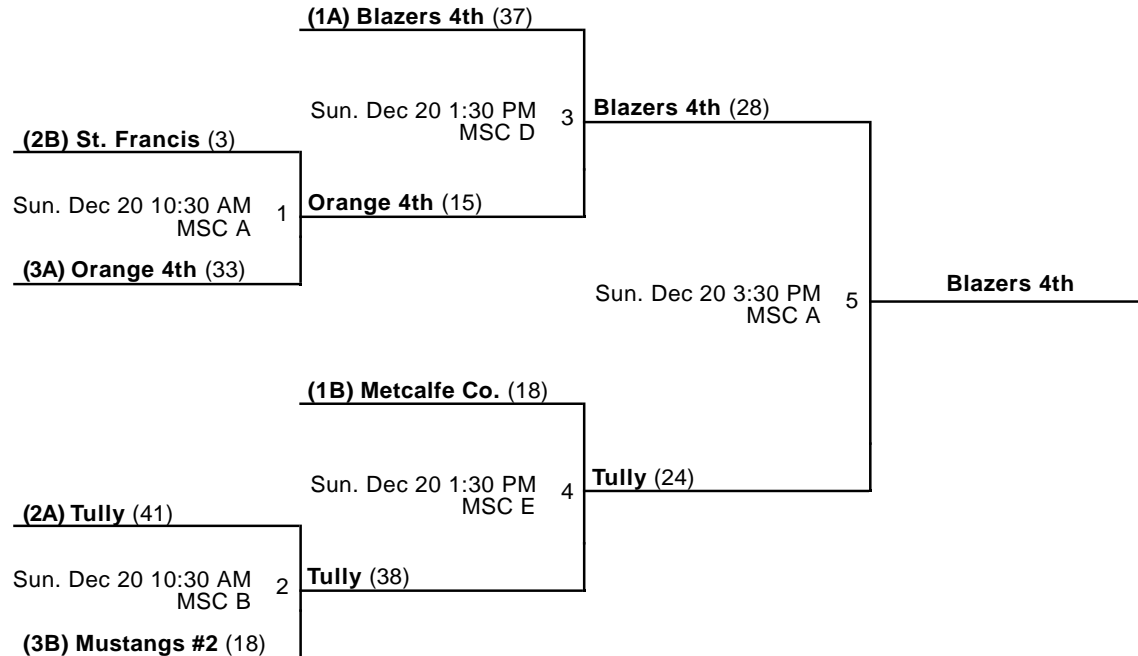 (1A) Blazers 4th (37)
Sun. Dec 20 1:30 PM
MSC D
3
Blazers 4th (28)
(2B) St. Francis (3)
Sun. Dec 20 10:30 AM
MSC A
1
Orange 4th (15)
(3A) Orange 4th (33)
Sun. Dec 20 3:30 PM
MSC A
5
Blazers 4th
(1B) Metcalfe Co. (18)
Sun. Dec 20 1:30 PM
MSC E
4
Tully (24)
(2A) Tully (41)
Sun. Dec 20 10:30 AM
MSC B
2
Tully (38)
(3B) Mustangs #2 (18)